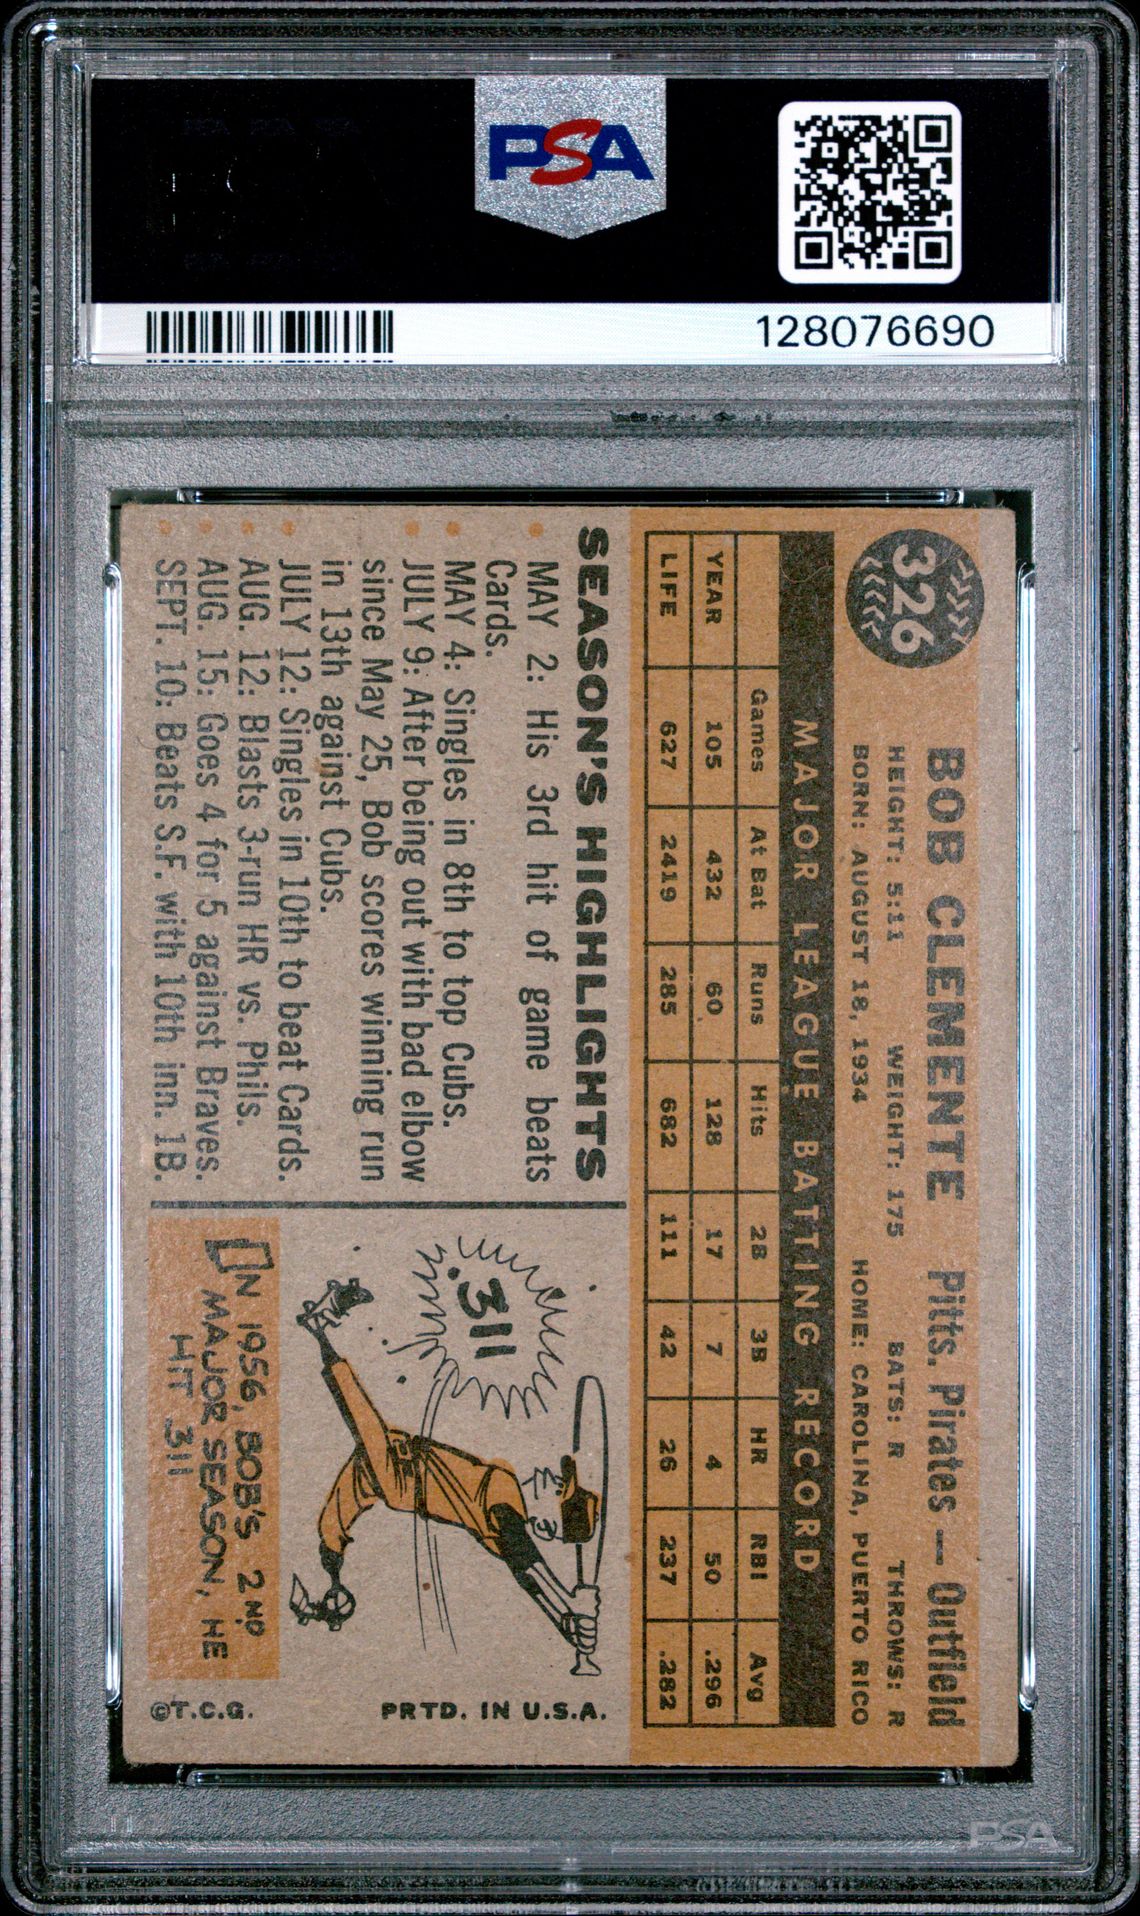 PSA
128076690
326
BOB CLEMENTE Pitts. Pirates — Outfield
HEIGHT: 5:11 WEIGHT: 175 BATS: R THROWS: R
BORN: AUGUST 18, 1934 HOME: CAROLINA, PUERTO RICO
MAJOR LEAGUE BATTING RECORD
Games At Bat Runs Hits 2B 3B HR RBI Avg
YEAR 105 432 60 128 17 7 4 50 .296
LIFE 627 2419 285 682 111 42 26 237 .282
SEASON'S HIGHLIGHTS
MAY 2: His 3rd hit of game beats
Cards.
MAY 4: Singles in 8th to top Cubs.
JULY 9: After being out with bad elbow
since May 25, Bob scores winning run
in 13th against Cubs.
JULY 12: Singles in 10th to beat Cards.
AUG. 12: Blasts 3-run HR vs. Phils.
AUG. 15: Goes 4 for 5 against Braves.
SEPT. 10: Beats S.F. with 10th inn. 1B.
.311
IN 1956, BOB'S 2ND
MAJOR SEASON, HE
HIT 311
PRTD. IN U.S.A.
©T.C.G.
PSA